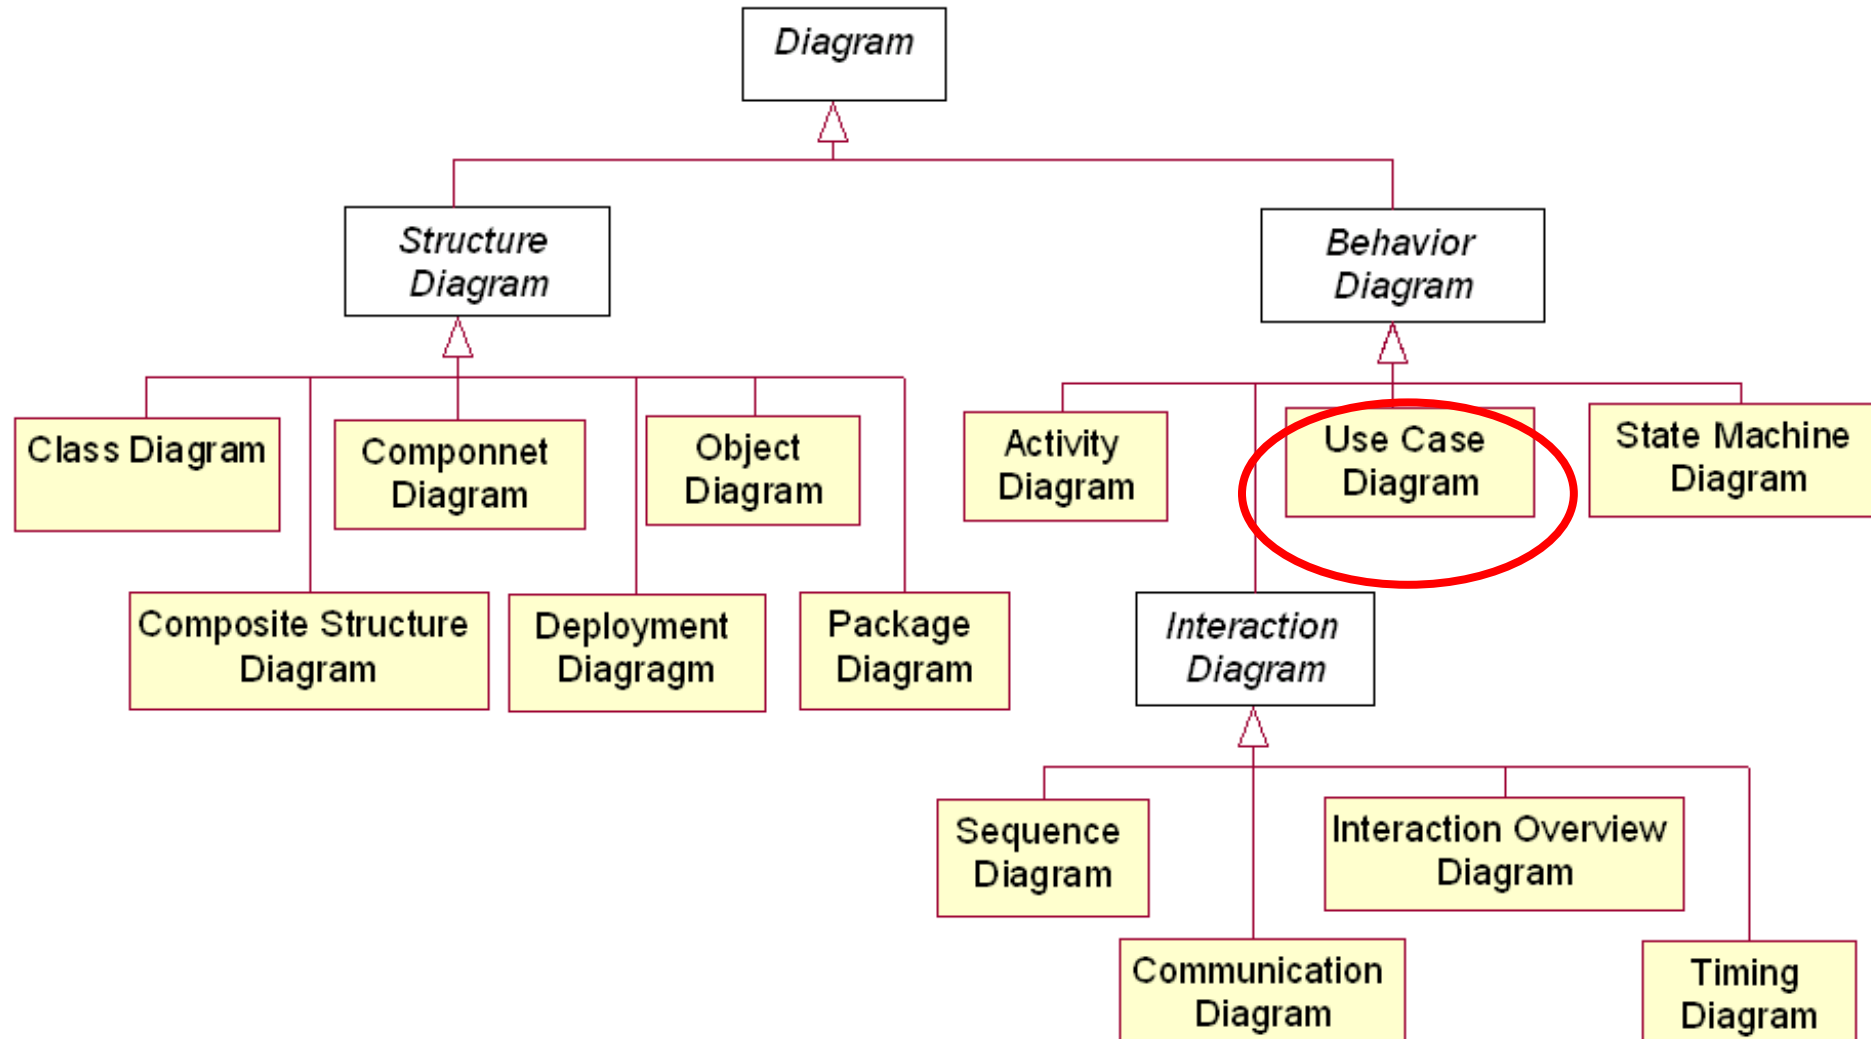 Diagram
Structure
Diagram
Behavior
Diagram
Class Diagram
Componnet
Diagram
Object
Diagram
Activity
Diagram
Use Case
Diagram
State Machine
Diagram
Composite Structure
Diagram
Deployment
Diagragm
Package
Diagram
Interaction
Diagram
Sequence
Diagram
Interaction Overview
Diagram
Communication
Diagram
Timing
Diagram